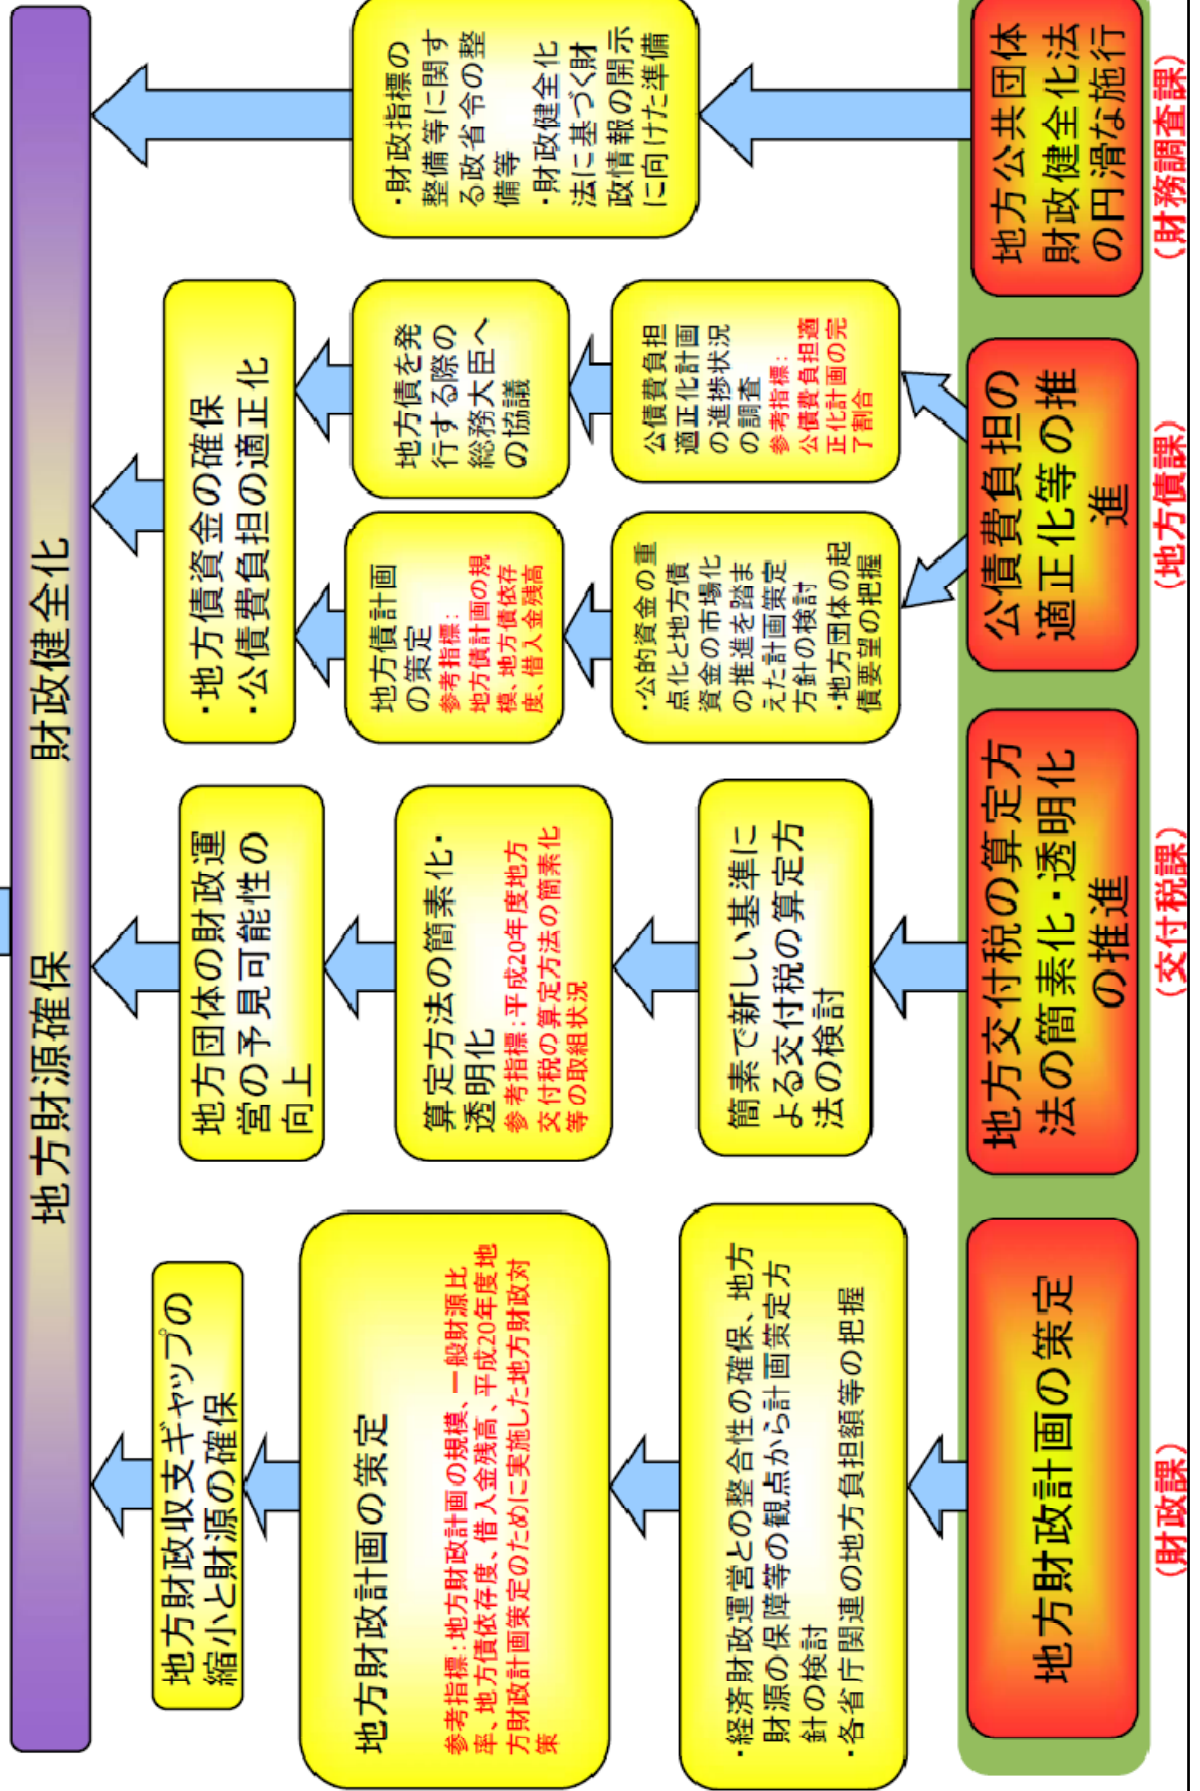 地方財源確保　　　財政健全化
地方財政収支ギャップの
縮小と財源の確保
地方財政計画の策定
参考指標：地方財政計画の規模、一般財源比
率、地方債依存度、借入金残高、平成20年度地
方財政計画策定のために実施した地方財政対
策
・経済財政運営との整合性の確保、地方
財源の保障等の観点から計画策定方
針の検討
・各省庁関連の地方負担額等の把握
地方財政計画の策定
（財政課）
地方団体の財政運
営の予見可能性の
向上
算定方法の簡素化・
透明化
参考指標：平成20年度地方
交付税の算定方法の簡素化
等の取組状況
簡素で新しい基準に
よる交付税の算定方
法の検討
地方交付税の算定方
法の簡素化・透明化
の推進
（交付税課）
・地方債資金の確保
・公債費負担の適正化
地方債計画
の策定
参考指標：
地方債計画の規
模、地方債依存
度、借入金残高
・公的資金の重
点化と地方債
資金の市場化
の推進を踏ま
えた計画策定
方針の検討
・地方団体の起
債要望の把握
地方債を発
行する際の
総務大臣へ
の協議
公債費負担
適正化計画
の進捗状況
の調査
参考指標：
公債費負担適
正化計画の完
了割合
公債費負担の
適正化等の推
進
（地方債課）
・財政指標の
整備等に関す
る政省令の整
備等
・財政健全化
法に基づく財
政情報の開示
に向けた準備
地方公共団体
財政健全化法
の円滑な施行
（財務調査課）